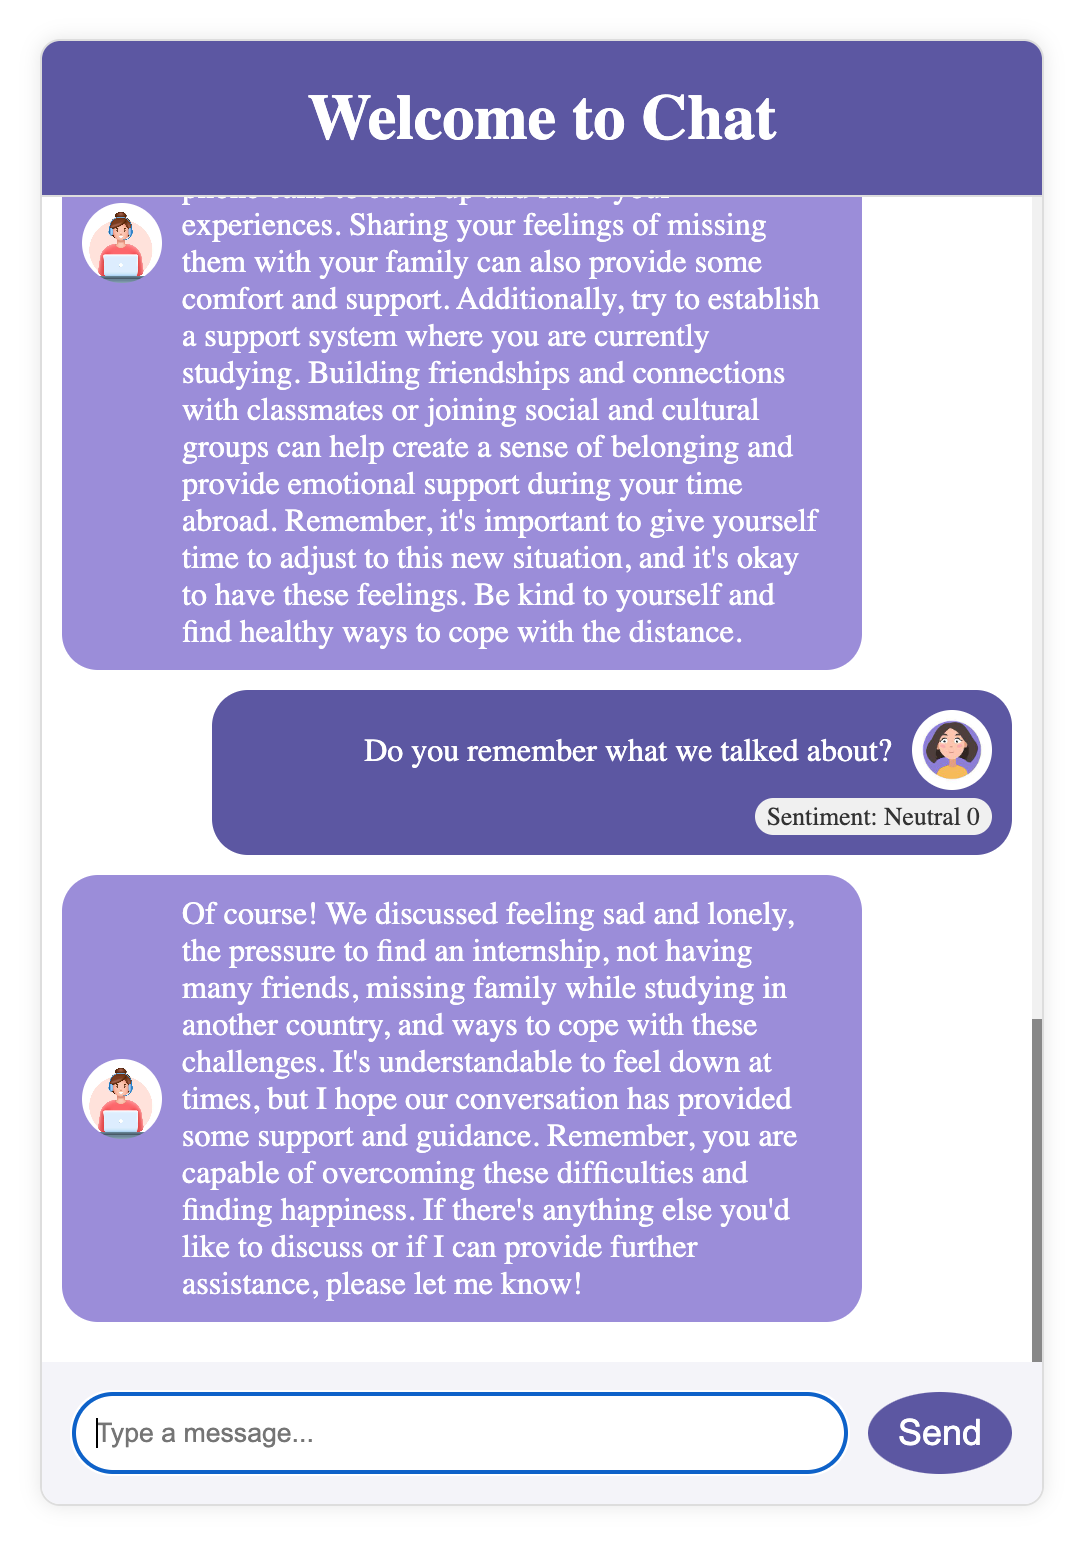 Welcome to Chat
experiences. Sharing your feelings of missing
them with your family can also provide some
comfort and support. Additionally, try to establish
a support system where you are currently
studying. Building friendships and connections
with classmates or joining social and cultural
groups can help create a sense of belonging and
provide emotional support during your time
abroad. Remember, it's important to give yourself
time to adjust to this new situation, and it's okay
to have these feelings. Be kind to yourself and
find healthy ways to cope with the distance.
Do you remember what we talked about?
Sentiment: Neutral 0
Of course! We discussed feeling sad and lonely,
the pressure to find an internship, not having
many friends, missing family while studying in
another country, and ways to cope with these
challenges. It's understandable to feel down at
times, but I hope our conversation has provided
some support and guidance. Remember, you are
capable of overcoming these difficulties and
finding happiness. If there's anything else you'd
like to discuss or if I can provide further
assistance, please let me know!
Type a message...
Send